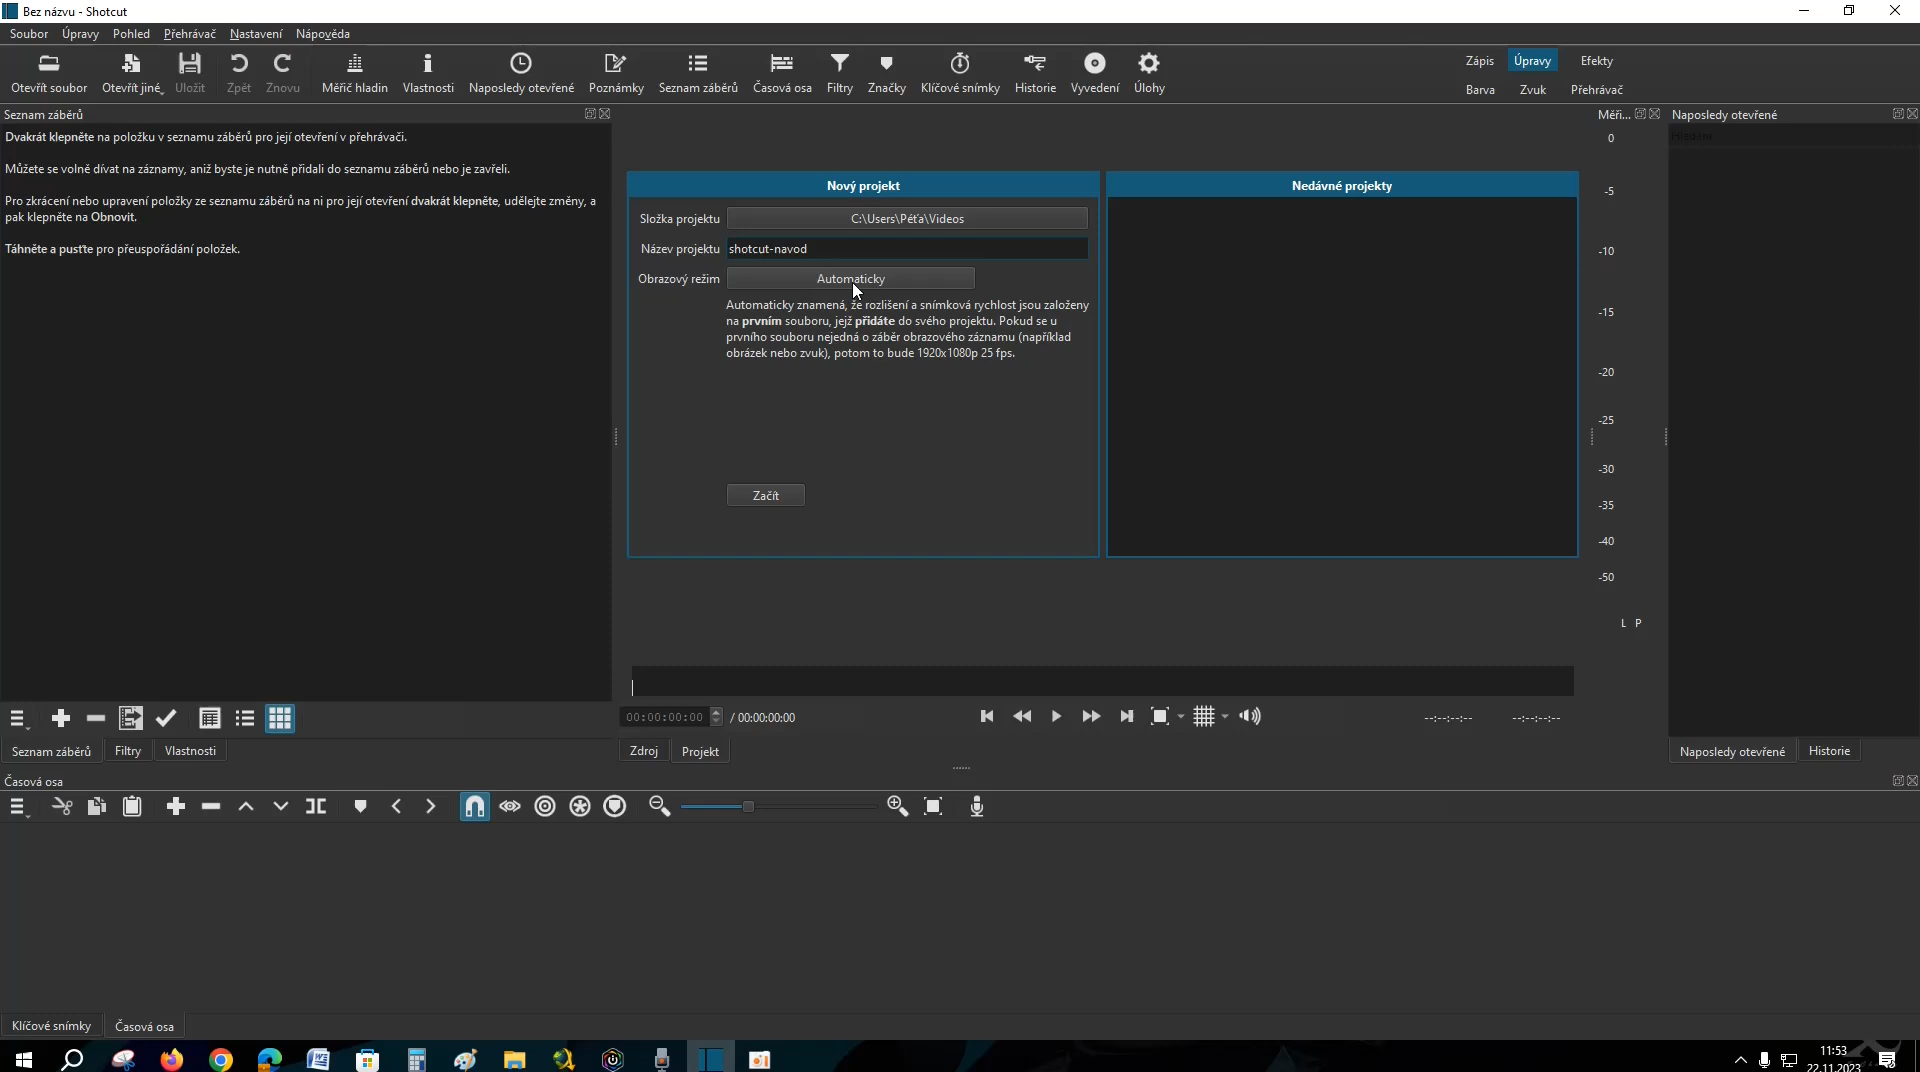 Bez názvu - Shotcut
Soubor Úpravy Pohled Přehrávač Nastavení Nápověda
Otevřít soubor Otevřít jiné Uložit Zpět Znovu Měřič hladin Vlastnosti Naposledy otevřené Poznámky Seznam záběrů Časová osa Filtry Značky Klíčové snímky Historie Vyvedení Úlohy
Zápis Úpravy Efekty
Barva Zvuk Přehrávač
Seznam záběrů
Dvakrát klepněte na položku v seznamu záběrů pro její otevření v přehrávači.
Můžete se volně dívat na záznamy, aniž byste je nutně přidali do seznamu záběrů nebo je zavřeli.
Pro zkrácení nebo upravení položky ze seznamu záběrů na ni pro její otevření dvakrát klepněte, udělejte změny, a
pak klepněte na Obnovit.
Táhněte a pusťte pro přeuspořádání položek.
Nový projekt
Složka projektu C:\Users\Péťa\Videos
Název projektu shotcut-navod
Obrazový režim Automaticky
Automaticky znamená, že rozlišení a snímková rychlost jsou založeny
na prvním souboru, jejž přidáte do svého projektu. Pokud se u
prvního souboru nejedná o záběr obrazového záznamu (například
obrázek nebo zvuk), potom to bude 1920x1080p 25 fps.
Začít
Nedávné projekty
Měři...
0
-5
-10
-15
-20
-25
-30
-35
-40
-50
L P
Naposledy otevřené
Hledání
00:00:00:00 / 00:00:00:00
--:--:--:-- --:--:--:--
Seznam záběrů Filtry Vlastnosti
Zdroj Projekt
Naposledy otevřené Historie
Časová osa
Klíčové snímky Časová osa
11:53
22.11.2023